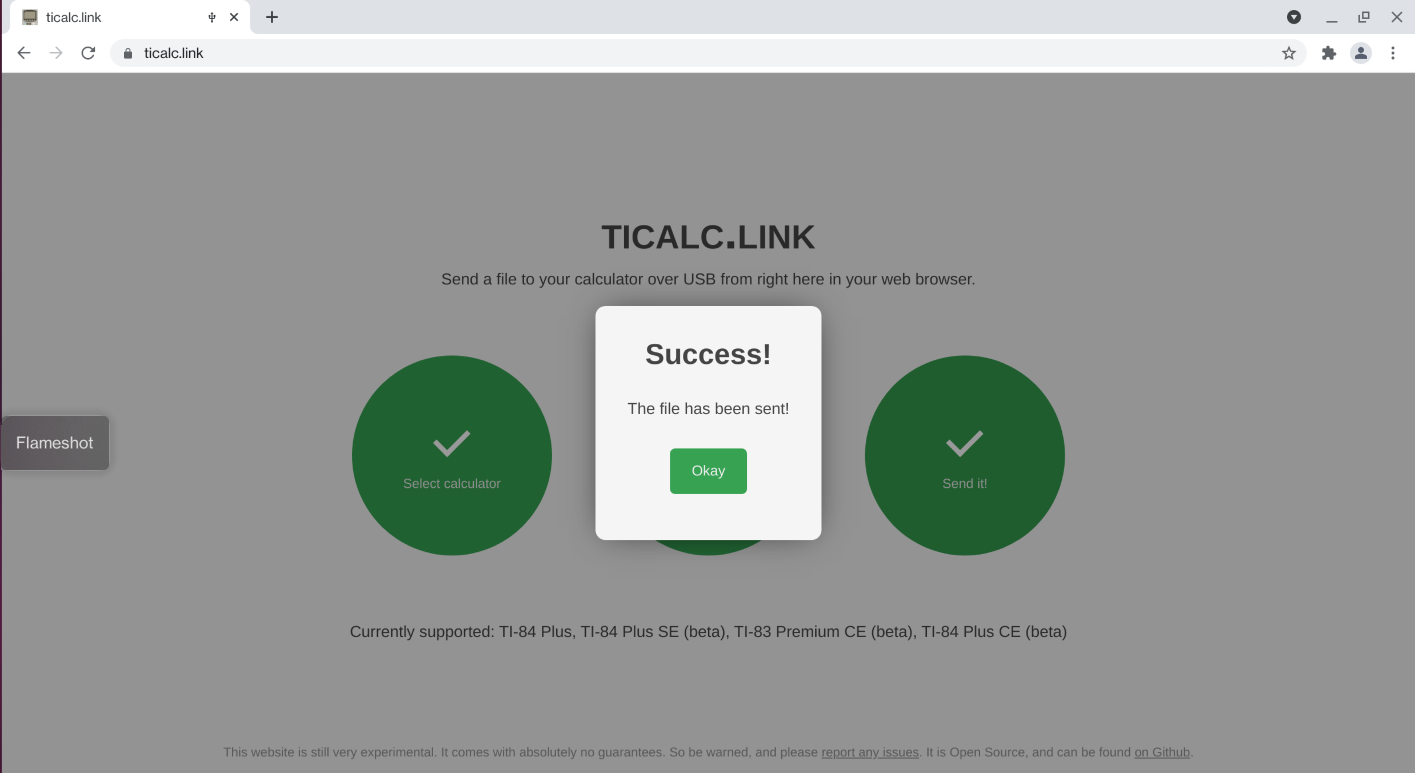 ticalc.link
ticalc.link
TICALC.LINK
Send a file to your calculator over USB from right here in your web browser.
Success!
The file has been sent!
Okay
Flameshot
Select calculator
Send it!
Currently supported: TI-84 Plus, TI-84 Plus SE (beta), TI-83 Premium CE (beta), TI-84 Plus CE (beta)
This website is still very experimental. It comes with absolutely no guarantees. So be warned, and please report any issues. It is Open Source, and can be found on Github.